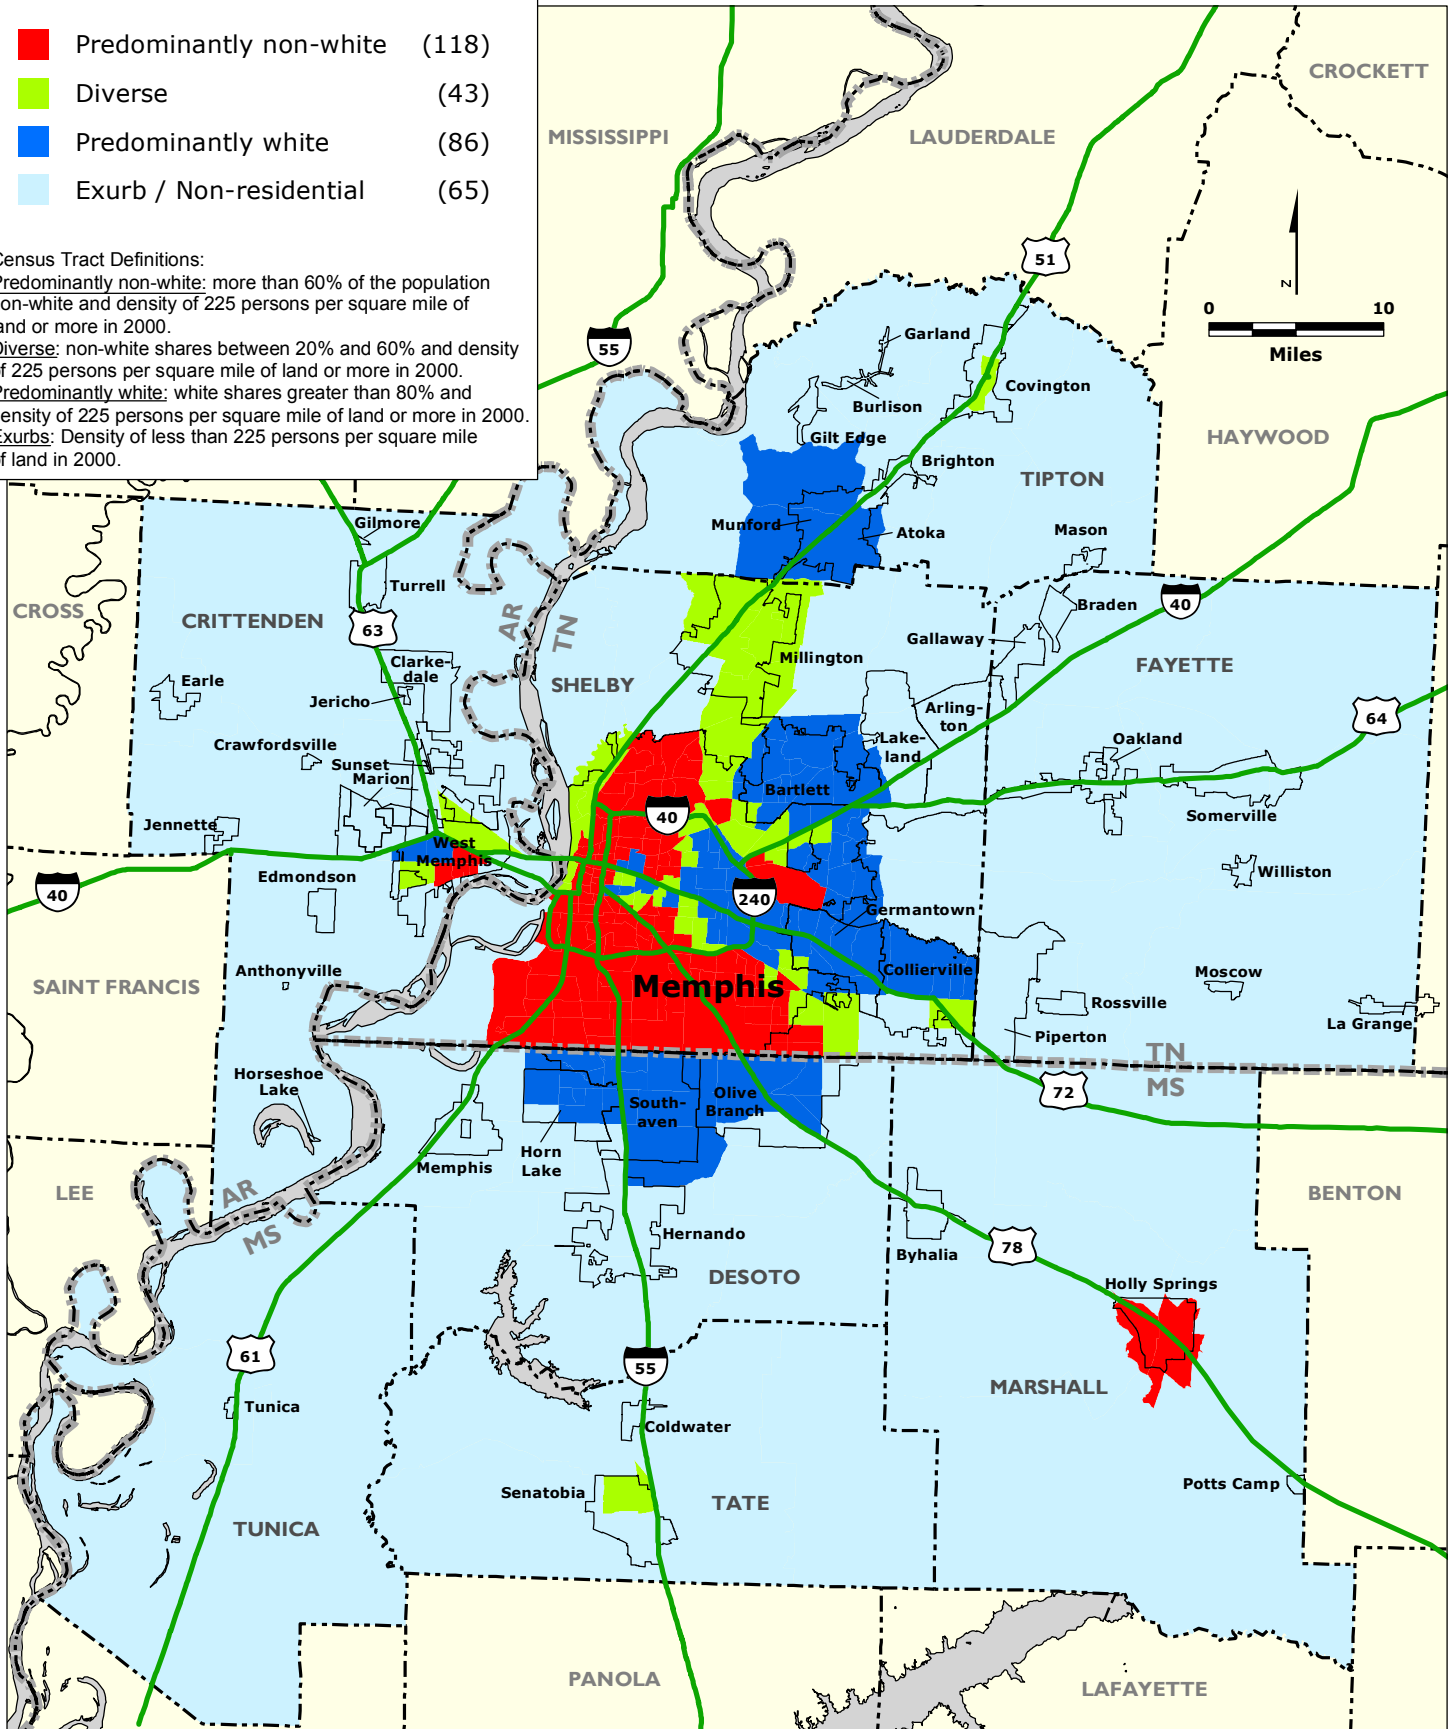 Predominantly non-white (118)
Diverse (43)
Predominantly white (86)
Exurb / Non-residential (65)
Census Tract Definitions:
Predominantly non-white: more than 60% of the population
non-white and density of 225 persons per square mile of
land or more in 2000.
Diverse: non-white shares between 20% and 60% and density
of 225 persons per square mile of land or more in 2000.
Predominantly white: white shares greater than 80% and
density of 225 persons per square mile of land or more in 2000.
Exurbs: Density of less than 225 persons per square mile
of land in 2000.
CROCKETT
MISSISSIPPI
LAUDERDALE
51
N
0 10
Miles
55
Garland
Covington
Burlison
Gilt Edge
HAYWOOD
Brighton
TIPTON
Gilmore
Munford
Atoka
Mason
Turrell
CROSS
CRITTENDEN
63
AR
TN
Braden
40
Gallaway
Millington
FAYETTE
Clarke-
dale
Earle
SHELBY
Jericho
Arling-
ton
64
Crawfordsville
Lake-
land
Oakland
Sunset
Marion
Bartlett
Jennette
40
Somerville
West
Memphis
Edmondson
40
Williston
240
Germantown
Anthonyville
Collierville
Moscow
SAINT FRANCIS
Memphis
Rossville
La Grange
Piperton
TN
MS
Horseshoe
Lake
72
South-
aven
Olive
Branch
Memphis
Horn
Lake
LEE
AR
MS
BENTON
Hernando
Byhalia
78
DESOTO
Holly Springs
61
55
MARSHALL
Tunica
Coldwater
Senatobia
Potts Camp
TATE
TUNICA
PANOLA
LAFAYETTE